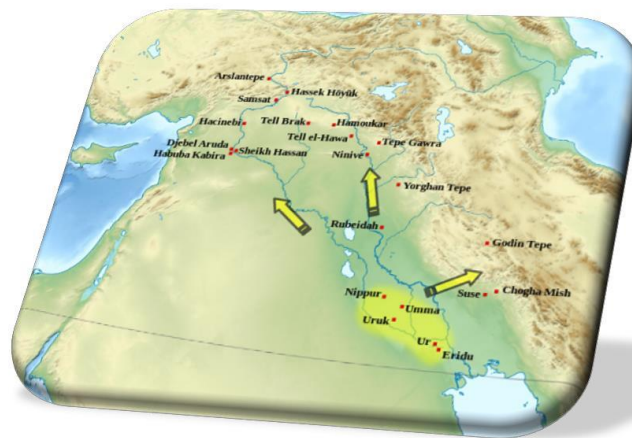 Arslantepe
Hassek Höyük
Samsat
Hacinebi
Tell Brak
Hamoukar
Tell el-Hawa
Tepe Gawra
Djebel Aruda
Sheikh Hassan
Habuba Kabira
Ninivé
Yorghan Tepe
Rubeidah
Godin Tepe
Nippur
Suse
Chogha Mish
Umma
Uruk
Ur
Eridu